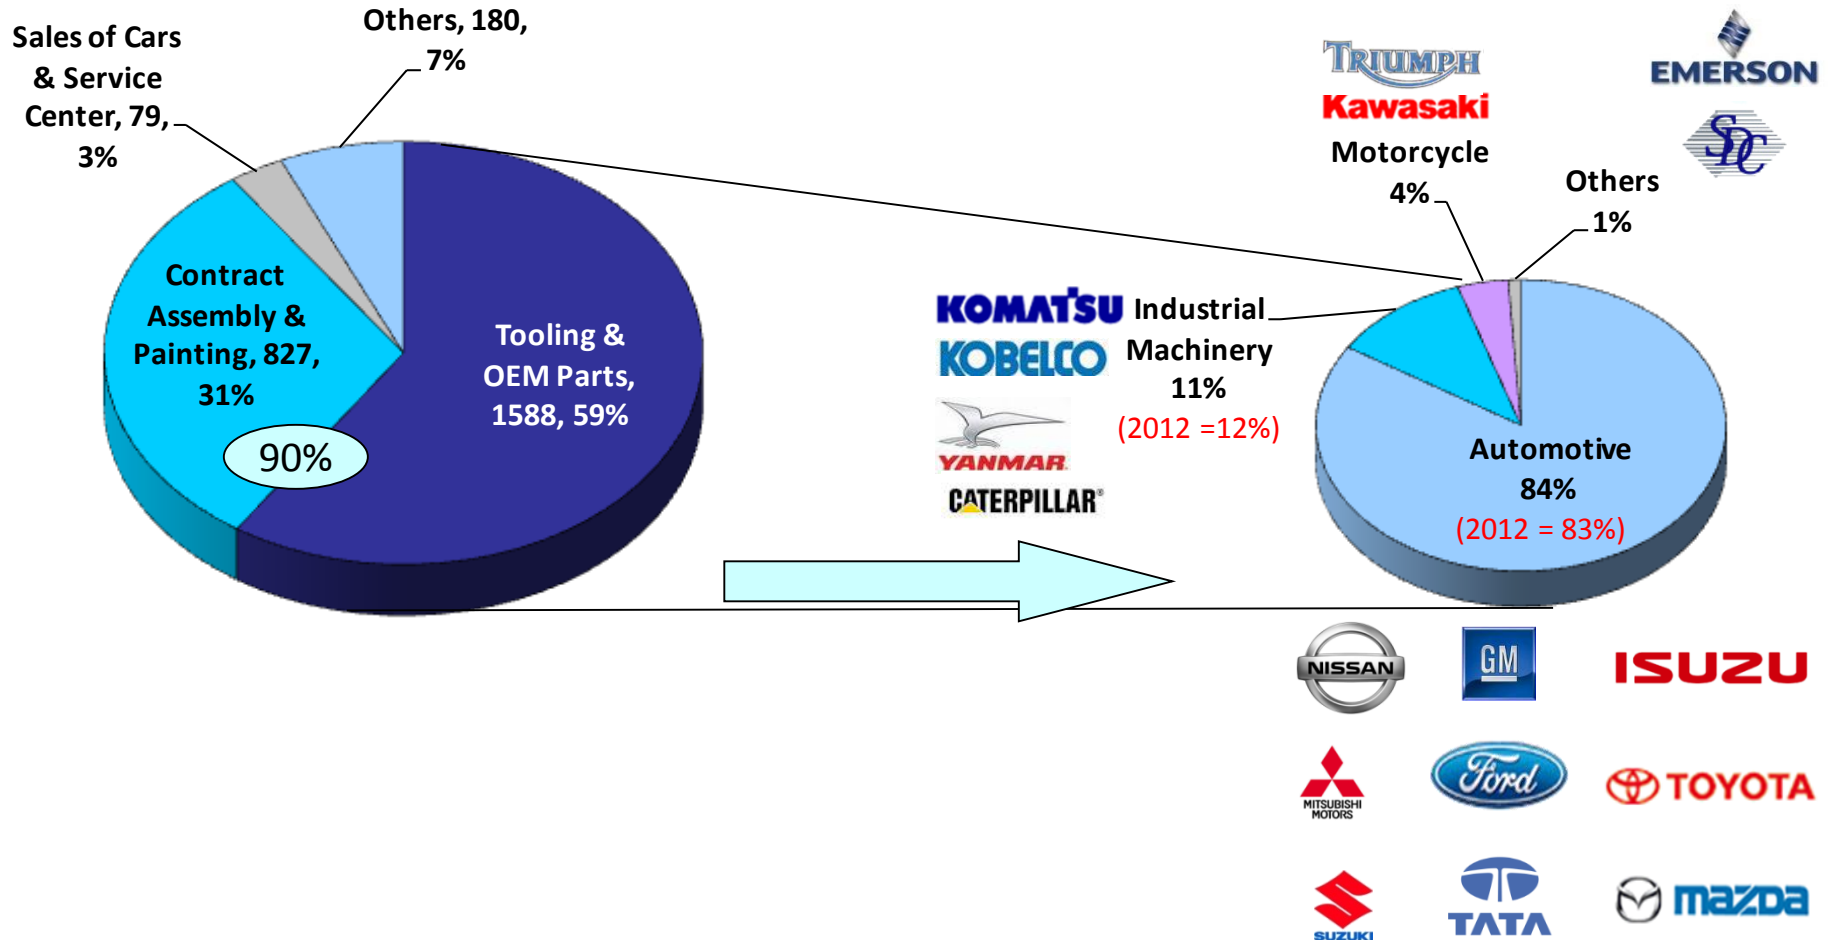 Sales of Cars
& Service
Center, 79,
3%
Others, 180,
7%
Contract
Assembly &
Painting, 827,
31%
90%
Tooling &
OEM Parts,
1588, 59%
TRIUMPH
Kawasaki
Motorcycle
4%
EMERSON
SDC
Others
1%
KOMATSU
KOBELCO
YANMAR
CATERPILLAR®
Industrial
Machinery
11%
(2012 =12%)
Automotive
84%
(2012 = 83%)
NISSAN
GM
ISUZU
MITSUBISHI
MOTORS
Ford
TOYOTA
SUZUKI
TATA
mazda